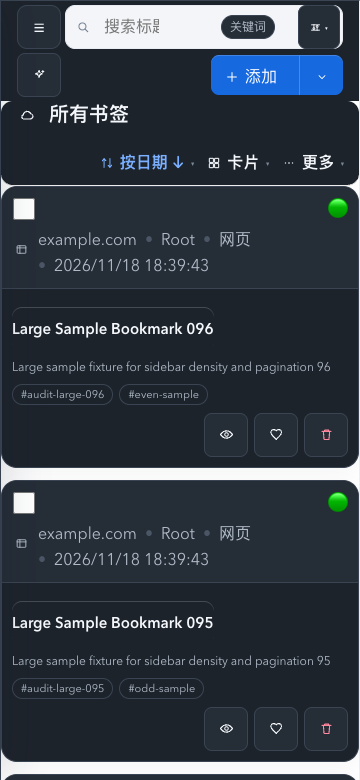 搜索标题
关键词
添加
所有书签
按日期
卡片
更多
example.com Root 网页
2026/11/18 18:39:43
Large Sample Bookmark 096
Large sample fixture for sidebar density and pagination 96
#audit-large-096 #even-sample
example.com Root 网页
2026/11/18 18:39:43
Large Sample Bookmark 095
Large sample fixture for sidebar density and pagination 95
#audit-large-095 #odd-sample